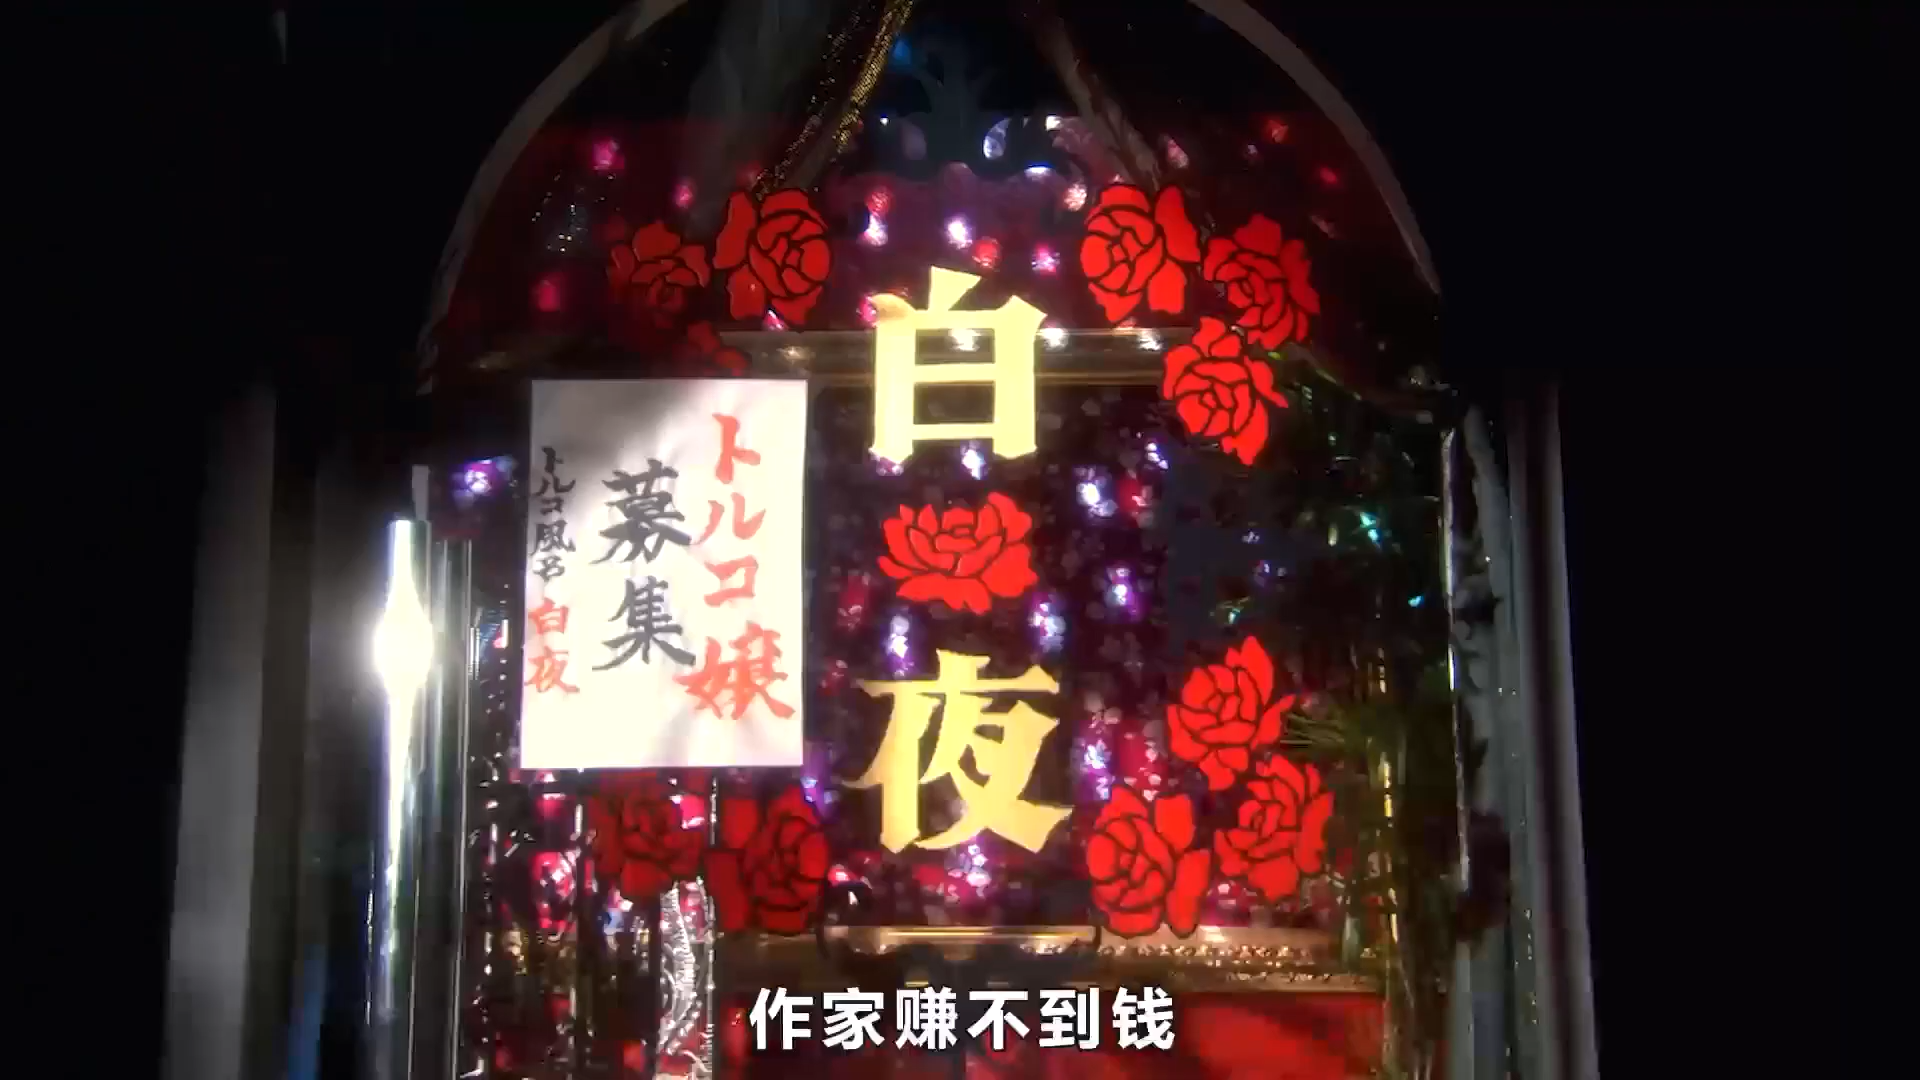 白夜
トルコ嬢
募集
トルコ風呂 白夜
作家赚不到钱